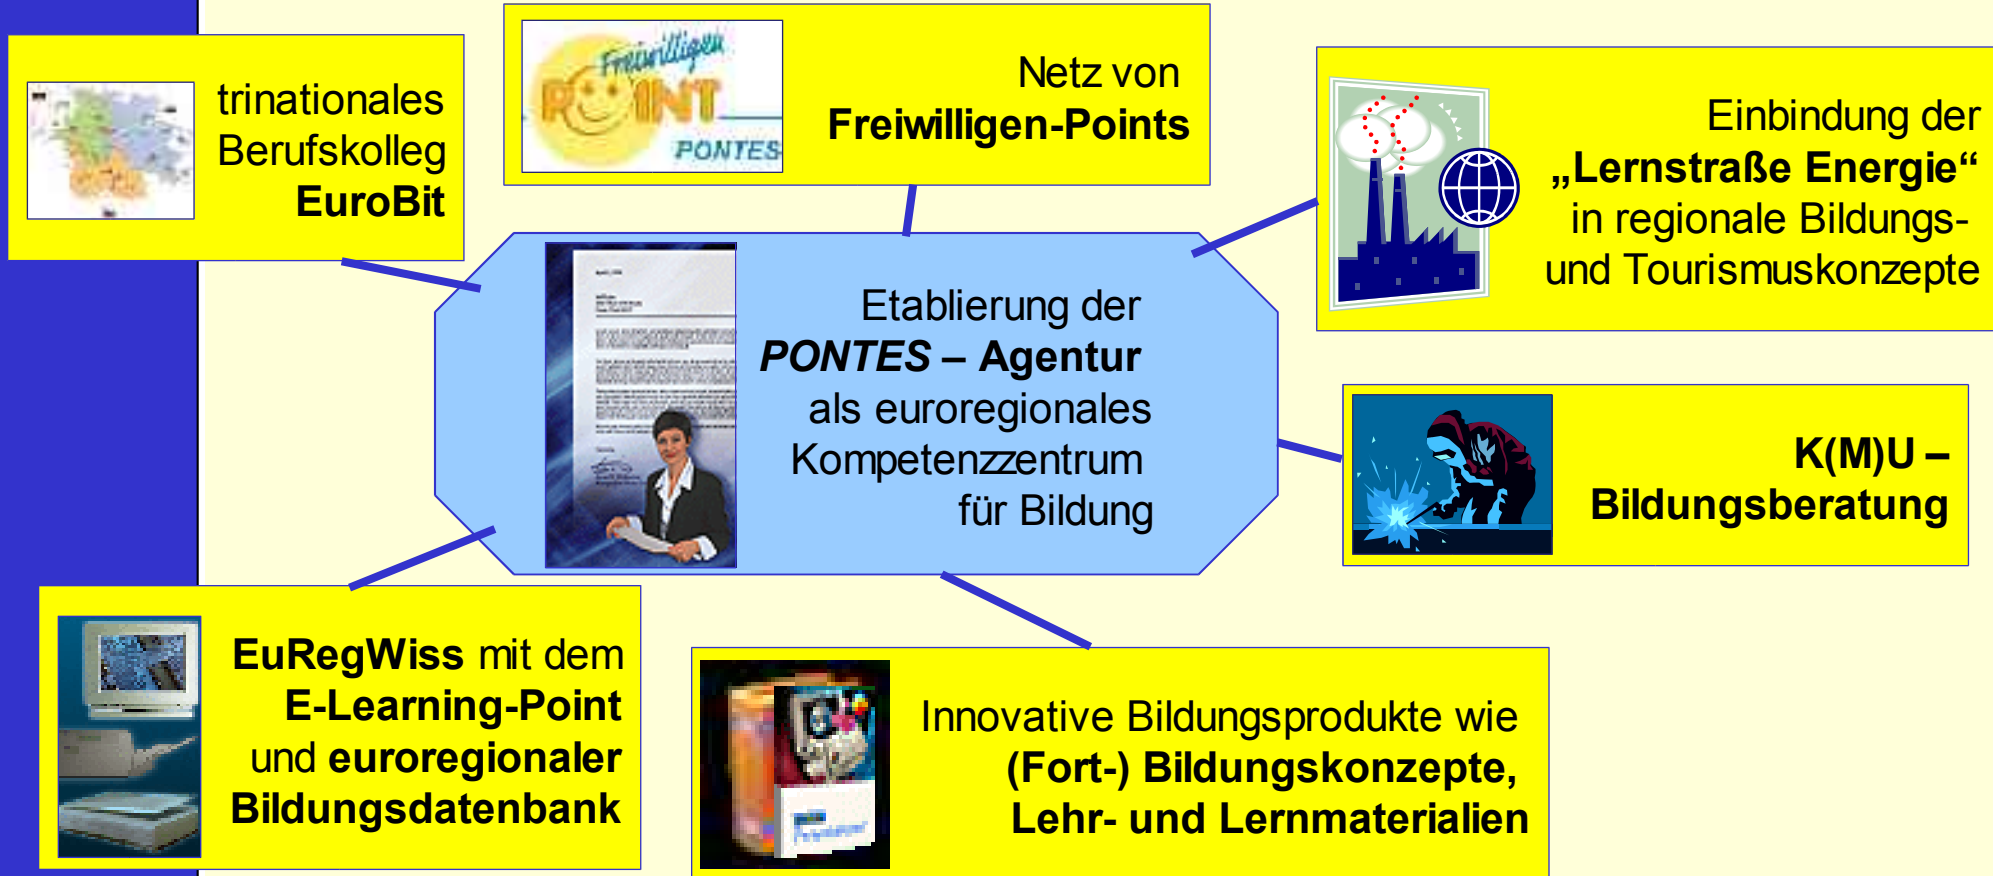 trinationales
Berufskolleg
EuroBit
Freiwilligen
POINT
PONTES
Netz von
Freiwilligen-Points
Einbindung der
„Lernstraße Energie“
in regionale Bildungs-
und Tourismuskonzepte
Etablierung der
PONTES – Agentur
als euroregionales
Kompetenzzentrum
für Bildung
K(M)U –
Bildungsberatung
EuRegWiss mit dem
E-Learning-Point
und euroregionaler
Bildungsdatenbank
Innovative Bildungsprodukte wie
(Fort-) Bildungskonzepte,
Lehr- und Lernmaterialien